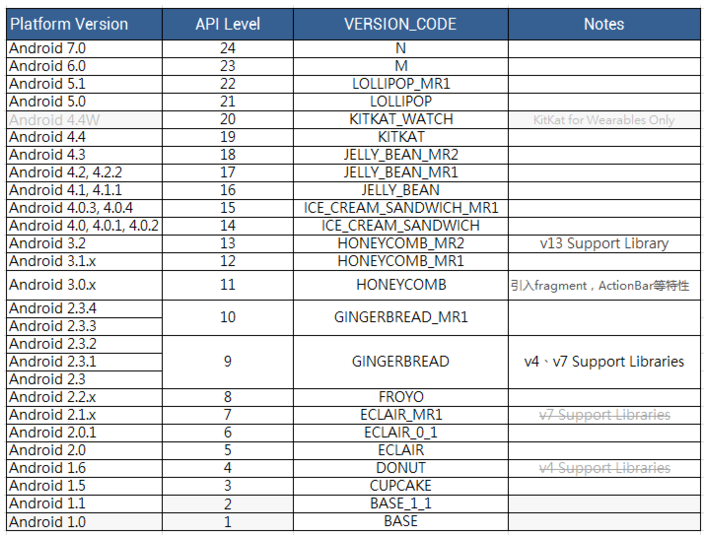 Platform Version API Level VERSION_CODE Notes
Android 7.0 24 N
Android 6.0 23 M
Android 5.1 22 LOLLIPOP_MR1
Android 5.0 21 LOLLIPOP
Android 4.4W 20 KITKAT_WATCH KitKat for Wearables Only
Android 4.4 19 KITKAT
Android 4.3 18 JELLY_BEAN_MR2
Android 4.2, 4.2.2 17 JELLY_BEAN_MR1
Android 4.1, 4.1.1 16 JELLY_BEAN
Android 4.0.3, 4.0.4 15 ICE_CREAM_SANDWICH_MR1
Android 4.0, 4.0.1, 4.0.2 14 ICE_CREAM_SANDWICH
Android 3.2 13 HONEYCOMB_MR2 v13 Support Library
Android 3.1.x 12 HONEYCOMB_MR1
Android 3.0.x 11 HONEYCOMB 引入fragment，ActionBar等特性
Android 2.3.4
Android 2.3.3
10 GINGERBREAD_MR1
Android 2.3.2
Android 2.3.1 9 GINGERBREAD v4、v7 Support Libraries
Android 2.3
Android 2.2.x 8 FROYO
Android 2.1.x 7 ECLAIR_MR1 v7 Support Libraries
Android 2.0.1 6 ECLAIR_0_1
Android 2.0 5 ECLAIR
Android 1.6 4 DONUT v4 Support Libraries
Android 1.5 3 CUPCAKE
Android 1.1 2 BASE_1_1
Android 1.0 1 BASE